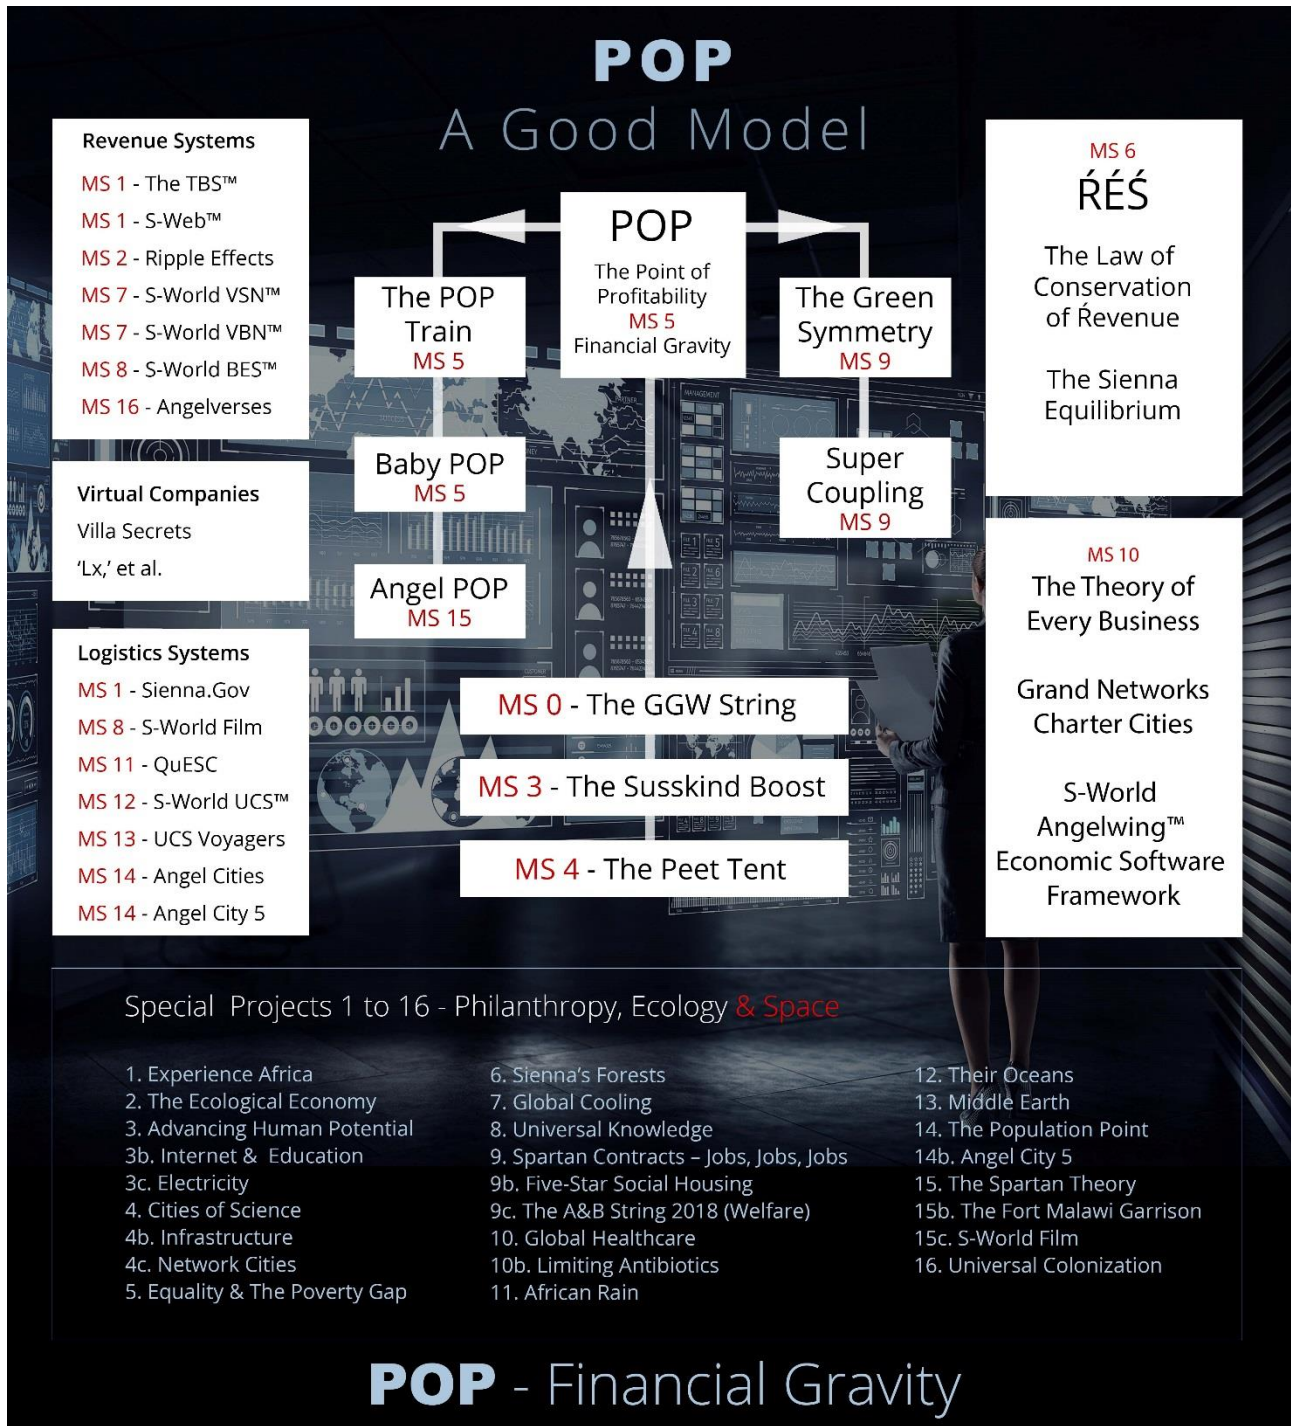 POP
A Good Model
Revenue Systems
MS 1 - The TBS™
MS 1 - S-Web™
MS 2 - Ripple Effects
MS 7 - S-World VSN™
MS 7 - S-World VBN™
MS 8 - S-World BES™
MS 16 - Angelverses
Virtual Companies
Villa Secrets
‘Lx,’ et al.
Logistics Systems
MS 1 - Sienna.Gov
MS 8 - S-World Film
MS 11 - QuESC
MS 12 - S-World UCS™
MS 13 - UCS Voyagers
MS 14 - Angel Cities
MS 14 - Angel City 5
The POP
Train
MS 5
Baby POP
MS 5
Angel POP
MS 15
POP
The Point of
Profitability
MS 5
Financial Gravity
The Green
Symmetry
MS 9
Super
Coupling
MS 9
MS 0 - The GGW String
MS 3 - The Susskind Boost
MS 4 - The Peet Tent
MS 6
ŔÉŚ
The Law of
Conservation
of Ŕevenue
The Sienna
Equilibrium
MS 10
The Theory of
Every Business
Grand Networks
Charter Cities
S-World
Angelwing™
Economic Software
Framework
Special Projects 1 to 16 - Philanthropy, Ecology & Space
1. Experience Africa
2. The Ecological Economy
3. Advancing Human Potential
3b. Internet & Education
3c. Electricity
4. Cities of Science
4b. Infrastructure
4c. Network Cities
5. Equality & The Poverty Gap
6. Sienna’s Forests
7. Global Cooling
8. Universal Knowledge
9. Spartan Contracts – Jobs, Jobs, Jobs
9b. Five-Star Social Housing
9c. The A&B String 2018 (Welfare)
10. Global Healthcare
10b. Limiting Antibiotics
11. African Rain
12. Their Oceans
13. Middle Earth
14. The Population Point
14b. Angel City 5
15. The Spartan Theory
15b. The Fort Malawi Garrison
15c. S-World Film
16. Universal Colonization
POP - Financial Gravity